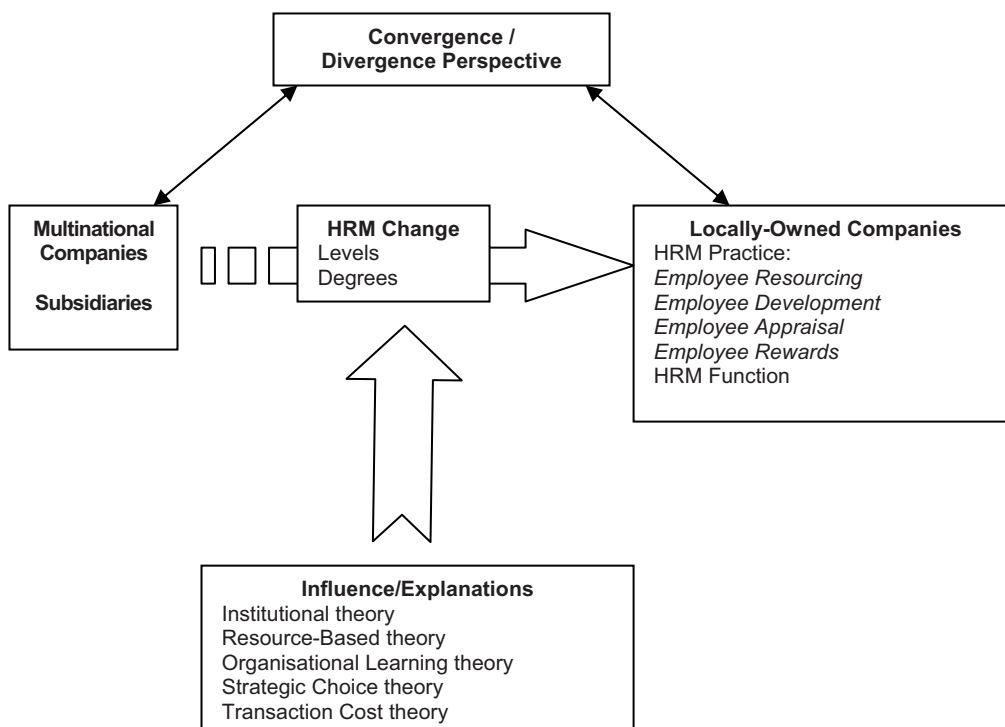 Convergence /
Divergence Perspective
Multinational
Companies
Subsidiaries
HRM Change
Levels
Degrees
Locally-Owned Companies
HRM Practice:
Employee Resourcing
Employee Development
Employee Appraisal
Employee Rewards
HRM Function
Influence/Explanations
Institutional theory
Resource-Based theory
Organisational Learning theory
Strategic Choice theory
Transaction Cost theory